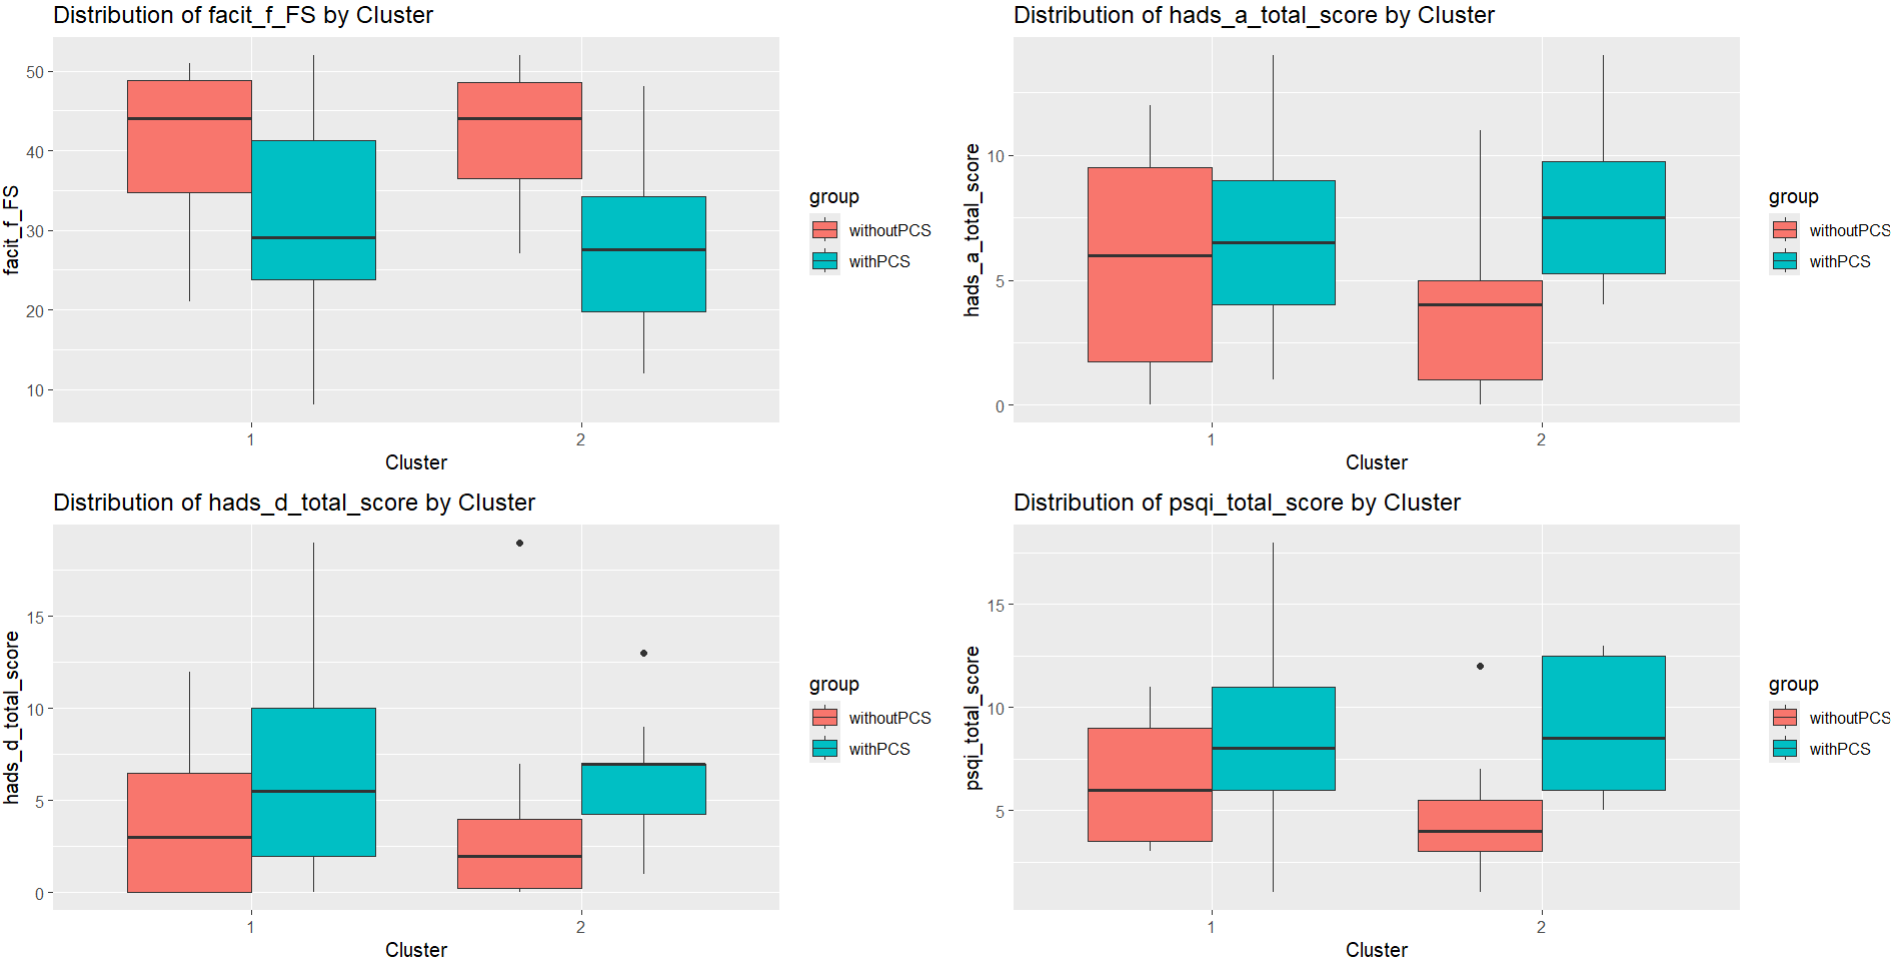 Distribution of facit_f_FS by Cluster
facit_f_FS
50
40
30
20
10
1
2
Cluster
group
withoutPCS
withPCS
Distribution of hads_a_total_score by Cluster
hads_a_total_score
10
5
0
1
2
Cluster
group
withoutPCS
withPCS
Distribution of hads_d_total_score by Cluster
hads_d_total_score
15
10
5
0
1
2
Cluster
group
withoutPCS
withPCS
Distribution of psqi_total_score by Cluster
psqi_total_score
15
10
5
1
2
Cluster
group
withoutPCS
withPCS